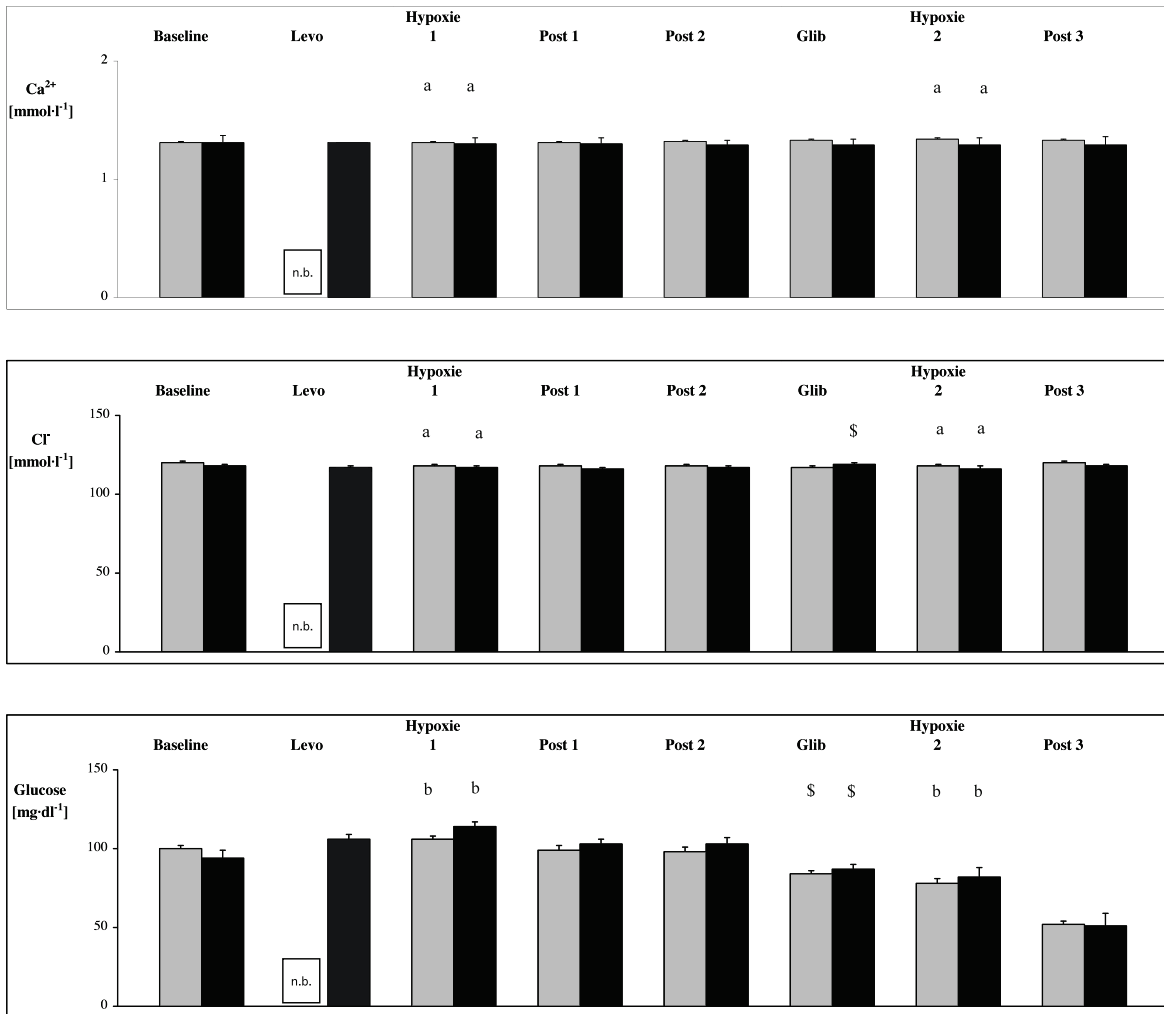 Hypoxie Hypoxie
Baseline Levo 1 Post 1 Post 2 Glib 2 Post 3
2
Ca²⁺
[mmol·l⁻¹]
a a a a
1
n.b.
0
Hypoxie Hypoxie
Baseline Levo 1 Post 1 Post 2 Glib 2 Post 3
150
Cl⁻
[mmol·l⁻¹]
a a $ a a
100
50
n.b.
0
Hypoxie Hypoxie
Baseline Levo 1 Post 1 Post 2 Glib 2 Post 3
150
Glucose
[mg·dl⁻¹]
b b $ $ b b
100
50
n.b.
0